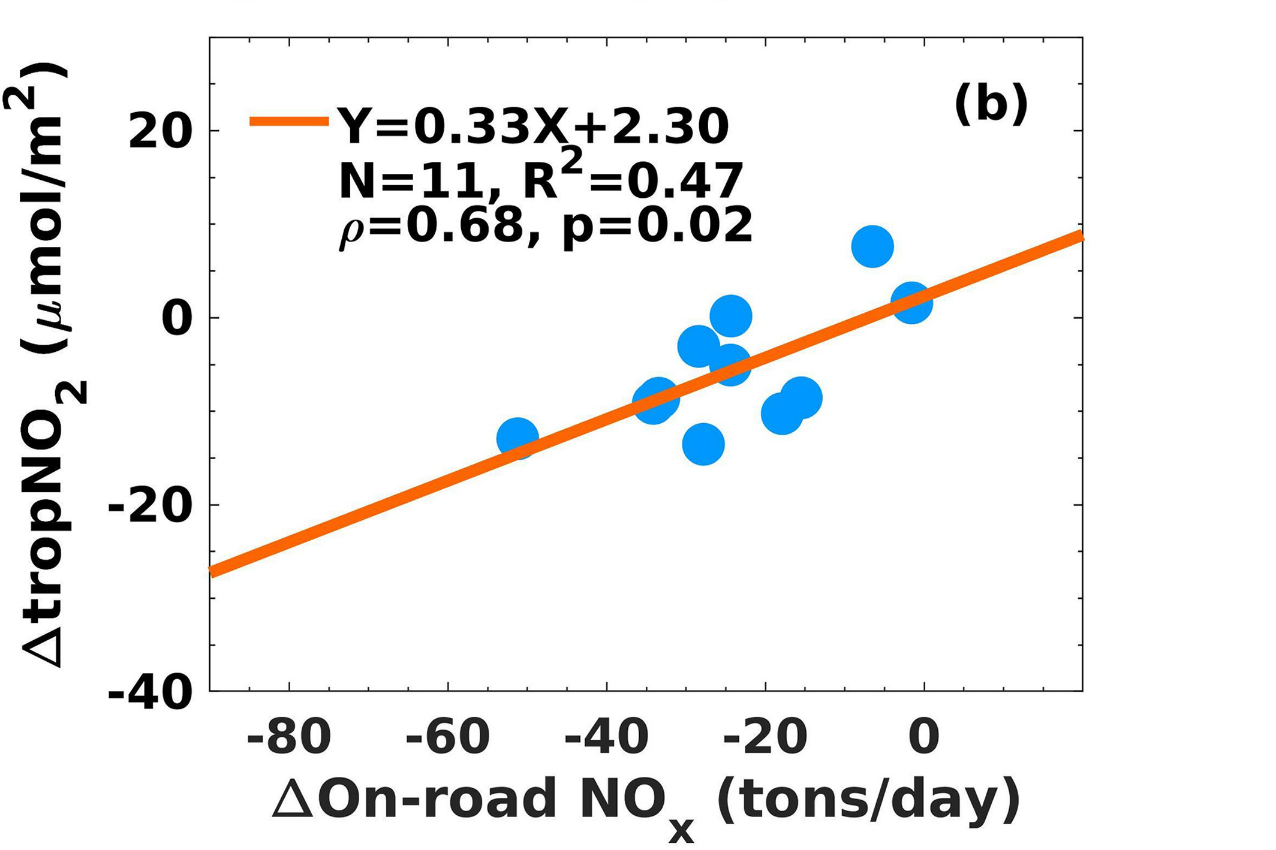 (b)
Y=0.33X+2.30
N=11, R²=0.47
ρ=0.68, p=0.02
20
0
-20
-40
ΔtropNO₂ (μmol/m²)
-80 -60 -40 -20 0
ΔOn-road NOₓ (tons/day)